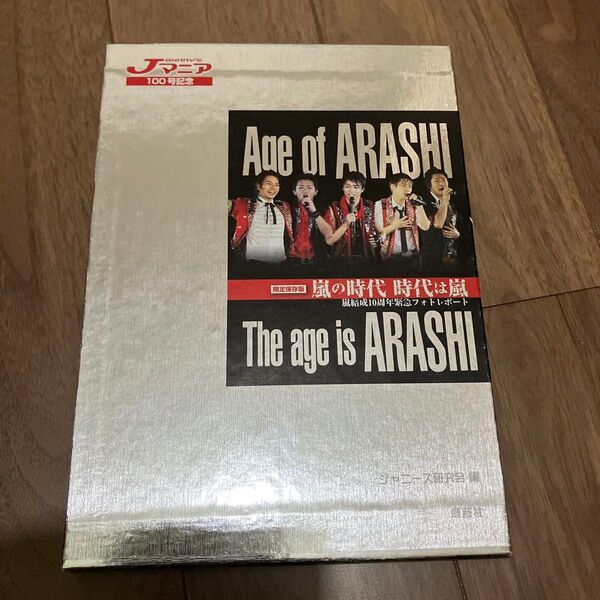 JOHNNY'S
マニア
100号記念
Age of ARASHI
限定保存版 嵐の時代 時代は嵐
嵐結成10周年緊急フォトレポート
The age is ARASHI
ジャニーズ研究会 編
鹿砦社